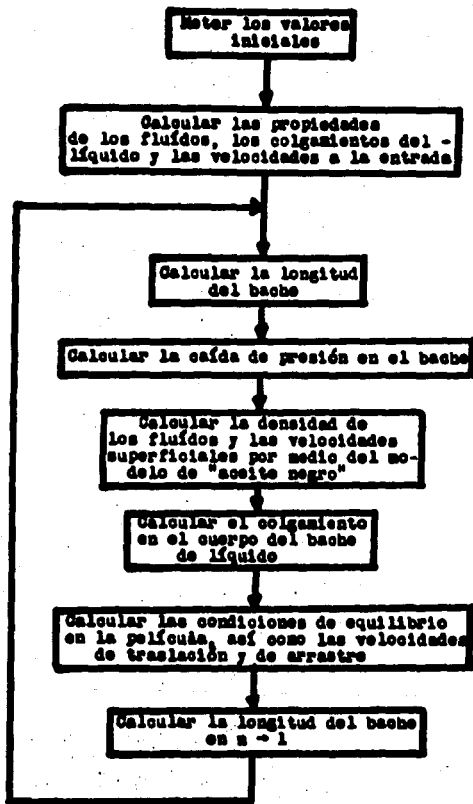 Meter los valores
iniciales
Calcular las propiedades
de los fluídos, los colgamientos del -
líquido y las velocidades a la entrada
Calcular la longitud
del bache
Calcular la caída de presión en el bache
Calcular la densidad de
los fluídos y las velocidades
superficiales por medio del mo-
delo de "aceite negro"
Calcular el colgamiento
en el cuerpo del bache
de líquido
Calcular las condiciones de equilibrio
en la película, así como las velocidades
de traslación y de arrastre
Calcular la longitud del bache
en n → 1